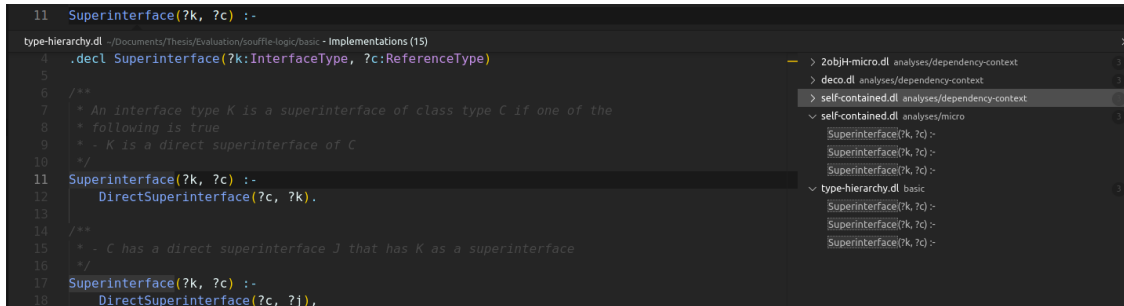 11 Superinterface(?k, ?c) :-
type-hierarchy.dl ~/Documents/Thesis/Evaluation/souffle-logic/basic - Implementations (15)
4 .decl Superinterface(?k:InterfaceType, ?c:ReferenceType)
5
6 /**
7 * An interface type K is a superinterface of class type C if one of the
8 * following is true
9 * - K is a direct superinterface of C
10 */
11 Superinterface(?k, ?c) :-
12 DirectSuperinterface(?c, ?k).
13
14 /**
15 * - C has a direct superinterface J that has K as a superinterface
16 */
17 Superinterface(?k, ?c) :-
18 DirectSuperinterface(?c, ?j),
2objH-micro.dl analyses/dependency-context 3
deco.dl analyses/dependency-context 3
self-contained.dl analyses/dependency-context
self-contained.dl analyses/micro 3
Superinterface(?k, ?c) :-
Superinterface(?k, ?c) :-
Superinterface(?k, ?c) :-
type-hierarchy.dl basic 3
Superinterface(?k, ?c) :-
Superinterface(?k, ?c) :-
Superinterface(?k, ?c) :-